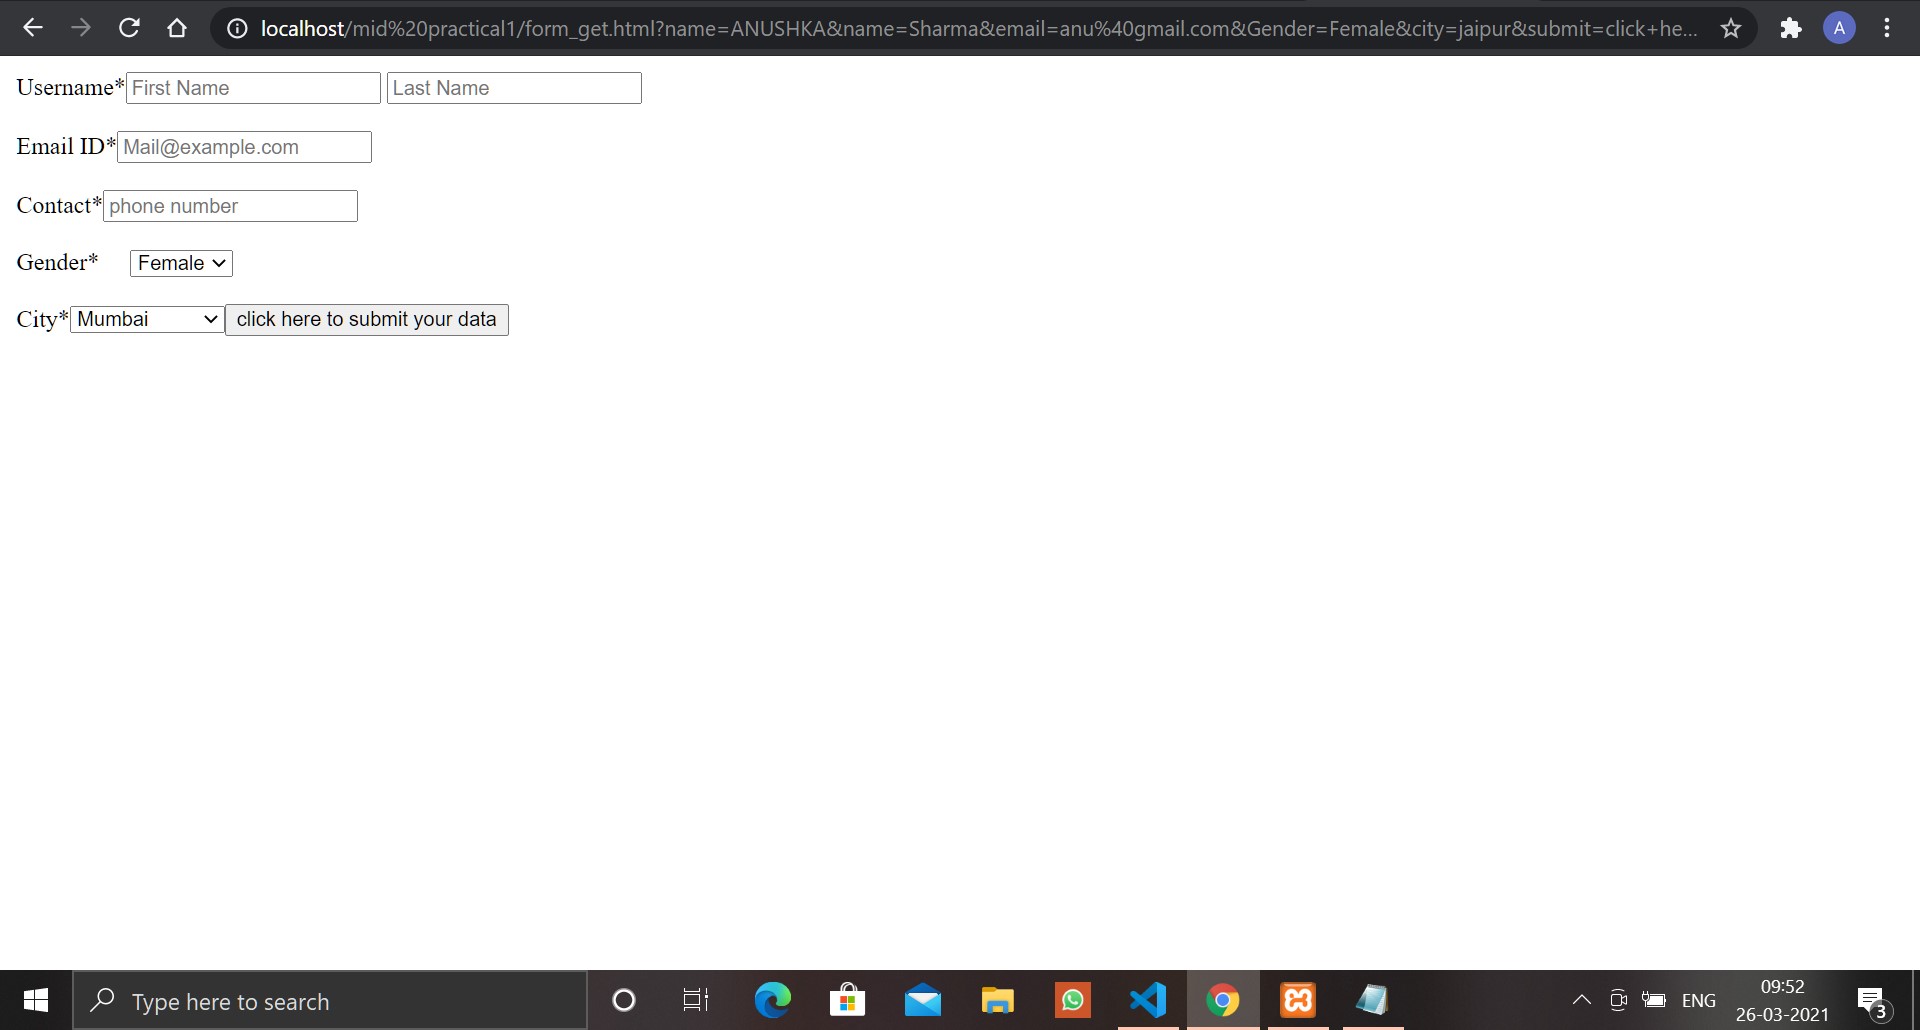 localhost/mid%20practical1/form_get.html?name=ANUSHKA&name=Sharma&email=anu%40gmail.com&Gender=Female&city=jaipur&submit=click+he...
A
Username* First Name Last Name
Email ID* Mail@example.com
Contact* phone number
Gender* Female
City* Mumbai click here to submit your data
Type here to search
ENG
09:52
26-03-2021
3